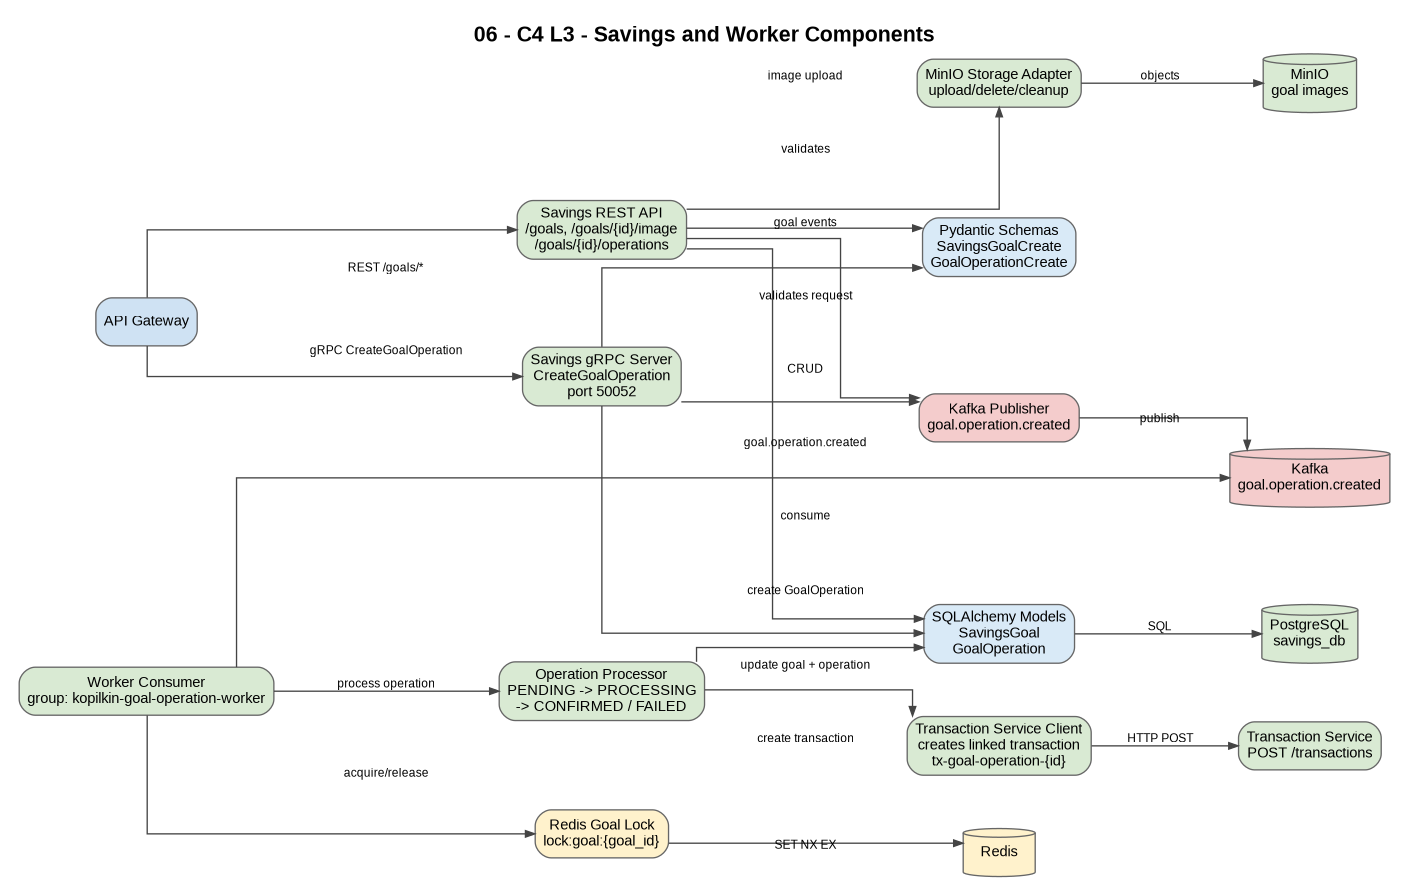 06 - C4 L3 - Savings and Worker Components
image upload
MinIO Storage Adapter
upload/delete/cleanup
objects
MinIO
goal images
validates
Savings REST API
/goals, /goals/{id}/image
/goals/{id}/operations
goal events
Pydantic Schemas
SavingsGoalCreate
GoalOperationCreate
REST /goals/*
validates request
API Gateway
gRPC CreateGoalOperation
Savings gRPC Server
CreateGoalOperation
port 50052
CRUD
Kafka Publisher
goal.operation.created
publish
goal.operation.created
Kafka
goal.operation.created
consume
create GoalOperation
SQLAlchemy Models
SavingsGoal
GoalOperation
SQL
PostgreSQL
savings_db
Worker Consumer
group: kopilkin-goal-operation-worker
process operation
Operation Processor
PENDING -> PROCESSING
-> CONFIRMED / FAILED
update goal + operation
create transaction
Transaction Service Client
creates linked transaction
tx-goal-operation-{id}
HTTP POST
Transaction Service
POST /transactions
acquire/release
Redis Goal Lock
lock:goal:{goal_id}
SET NX EX
Redis